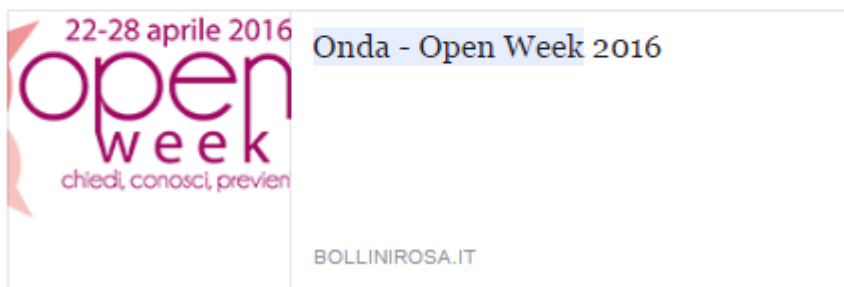 22-28 aprile 2016
open
week
chiedi, conosci, previen
Onda - Open Week 2016
BOLLINIROSA.IT